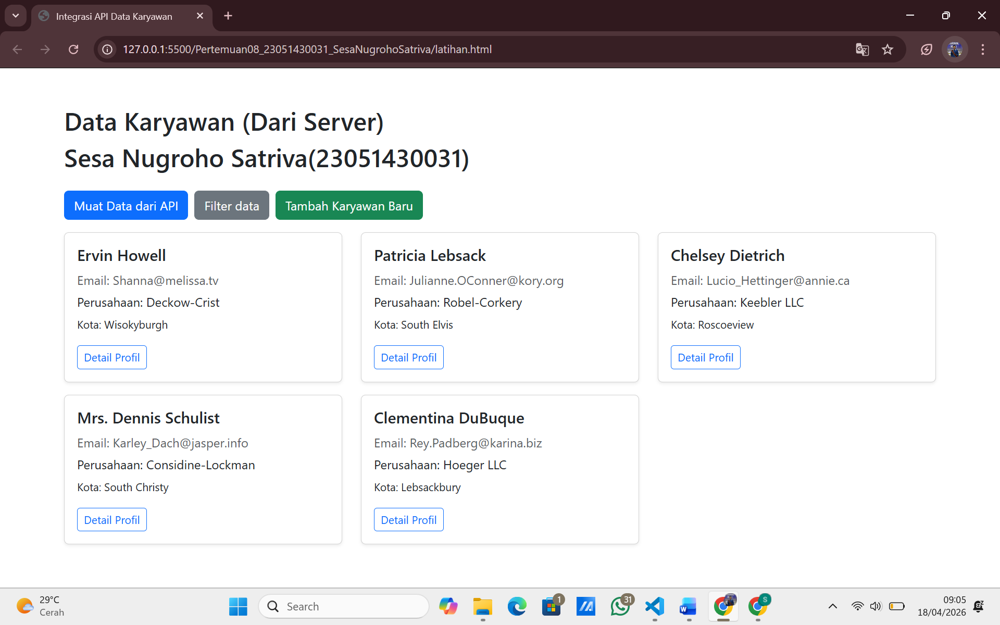 Integrasi API Data Karyawan
127.0.0.1:5500/Pertemuan08_23051430031_SesaNugrohoSatriva/latihan.html
Data Karyawan (Dari Server)
Sesa Nugroho Satriva(23051430031)
Muat Data dari API
Filter data
Tambah Karyawan Baru
Ervin Howell
Email: Shanna@melissa.tv
Perusahaan: Deckow-Crist
Kota: Wisokyburgh
Detail Profil
Patricia Lebsack
Email: Julianne.OConner@kory.org
Perusahaan: Robel-Corkery
Kota: South Elvis
Detail Profil
Chelsey Dietrich
Email: Lucio_Hettinger@annie.ca
Perusahaan: Keebler LLC
Kota: Roscoeview
Detail Profil
Mrs. Dennis Schulist
Email: Karley_Dach@jasper.info
Perusahaan: Considine-Lockman
Kota: South Christy
Detail Profil
Clementina DuBuque
Email: Rey.Padberg@karina.biz
Perusahaan: Hoeger LLC
Kota: Lebsackbury
Detail Profil
29°C
Cerah
Search
1
31
S
09:05
18/04/2026